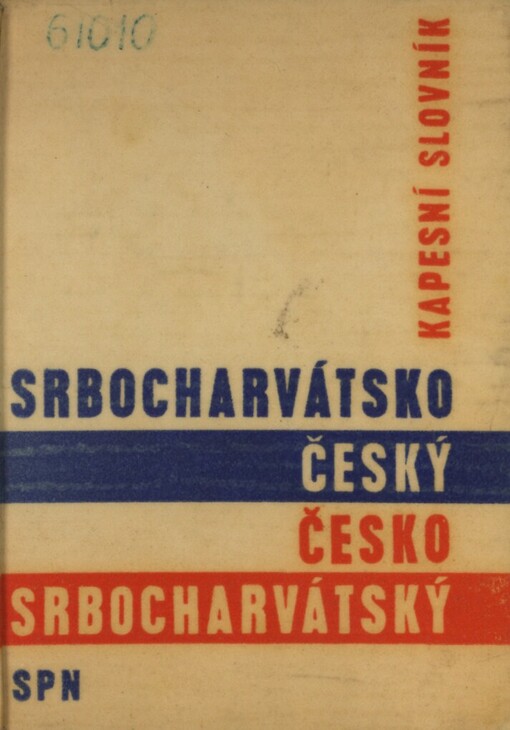 61010
KAPESNÍ SLOVNÍK
SRBOCHARVÁTSKO
ČESKÝ
ČESKO
SRBOCHARVÁTSKÝ
SPN